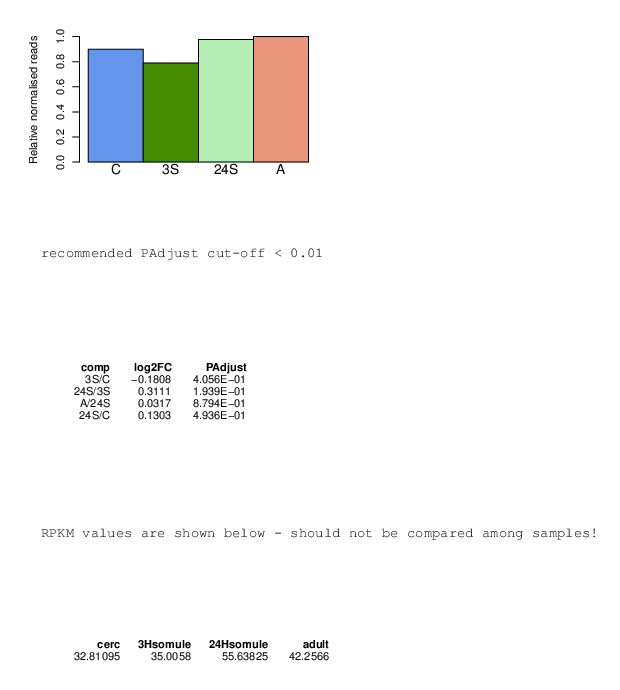 Relative normalised reads
1.0
0.8
0.6
0.4
0.2
0.0
C 3S 24S A
recommended PAdjust cut-off < 0.01
comp log2FC PAdjust
3S/C −0.1808 4.056E−01
24S/3S 0.3111 1.939E−01
A/24S 0.0317 8.794E−01
24S/C 0.1303 4.936E−01
RPKM values are shown below - should not be compared among samples!
cerc 3Hsomule 24Hsomule adult
32.81095 35.0058 55.63825 42.2566